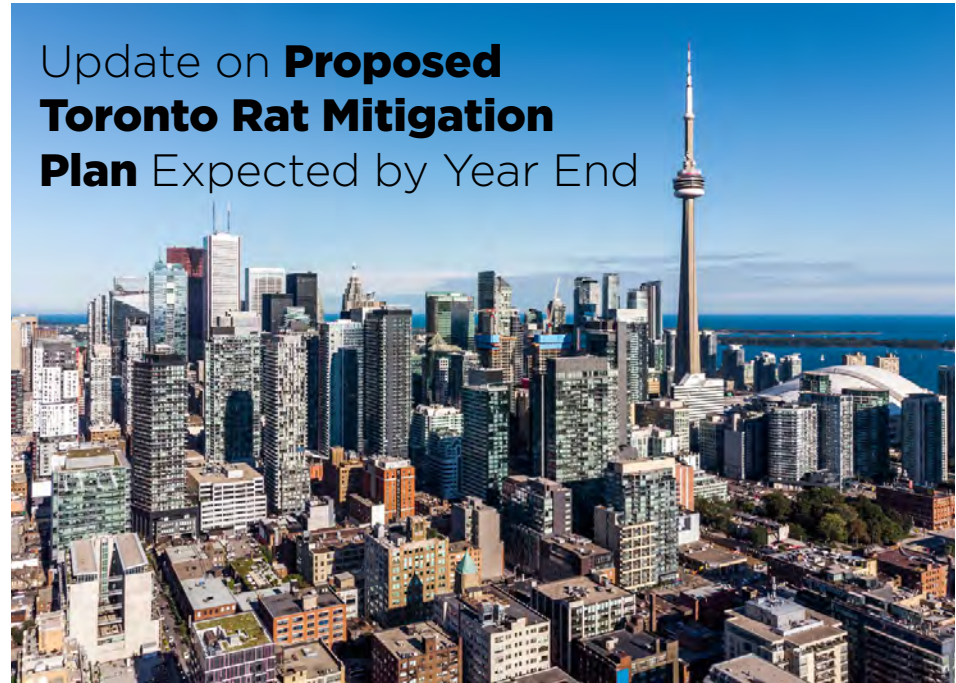 Update on Proposed
Toronto Rat Mitigation
Plan Expected by Year End